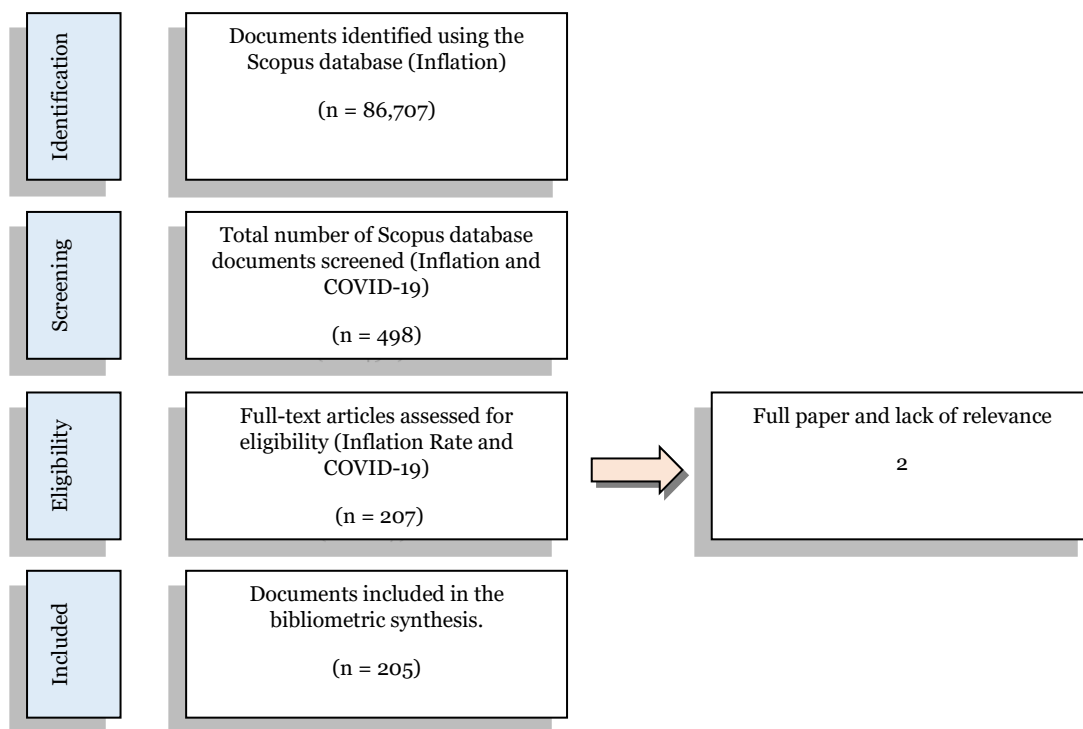 Identification
Documents identified using the
Scopus database (Inflation)
(n = 86,707)
Screening
Total number of Scopus database
documents screened (Inflation and
COVID-19)
(n = 498)
Eligibility
Full-text articles assessed for
eligibility (Inflation Rate and
COVID-19)
(n = 207)
Full paper and lack of relevance
2
Included
Documents included in the
bibliometric synthesis.
(n = 205)